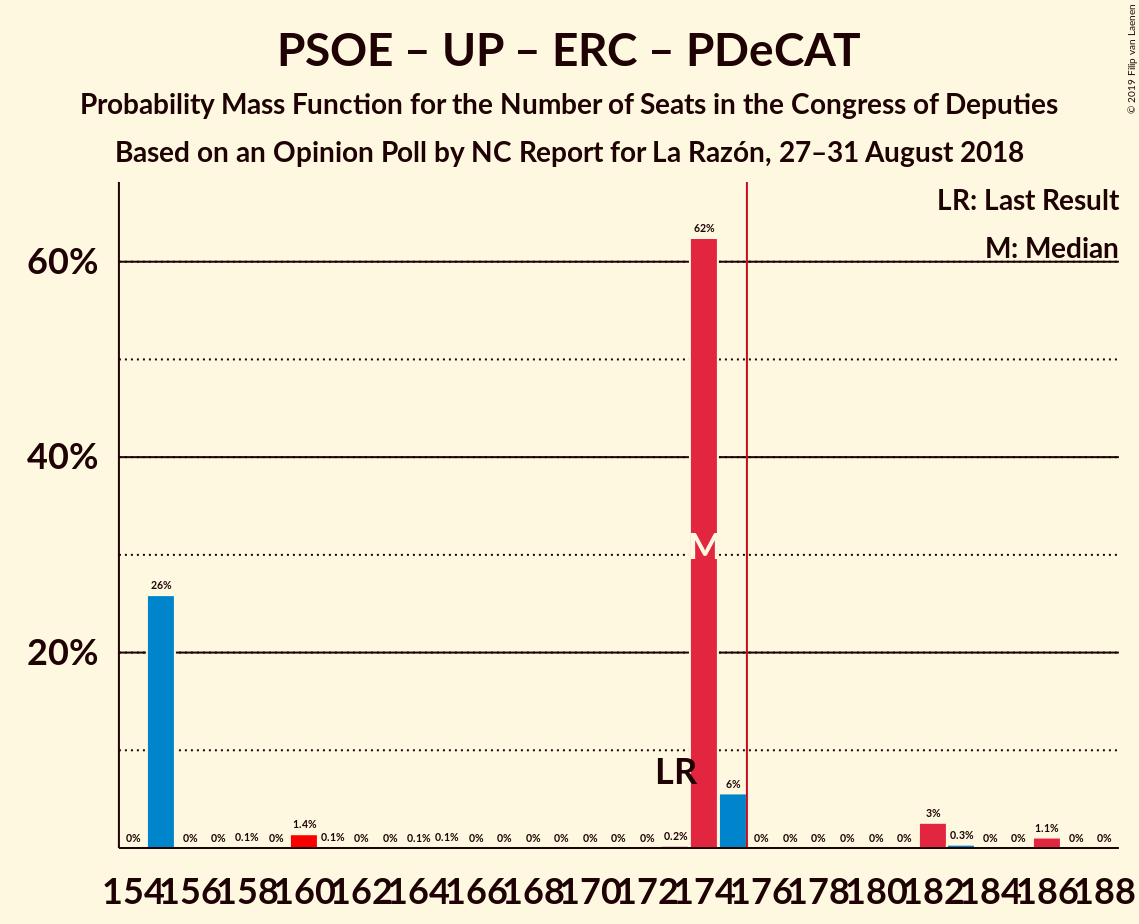 PSOE – UP – ERC – PDeCAT
Probability Mass Function for the Number of Seats in the Congress of Deputies
Based on an Opinion Poll by NC Report for La Razón, 27–31 August 2018
© 2019 Filip van Laenen
LR: Last Result
M: Median
60%
40%
20%
0% 26% 0% 0% 0.1% 0% 1.4% 0.1% 0% 0% 0.1% 0.1% 0% 0% 0% 0% 0% 0% 0% 0.2% 62% 6% 0% 0% 0% 0% 0% 0% 3% 0.3% 0% 0% 1.1% 0% 0%
LR
M
154 156 158 160 162 164 166 168 170 172 174 176 178 180 182 184 186 188